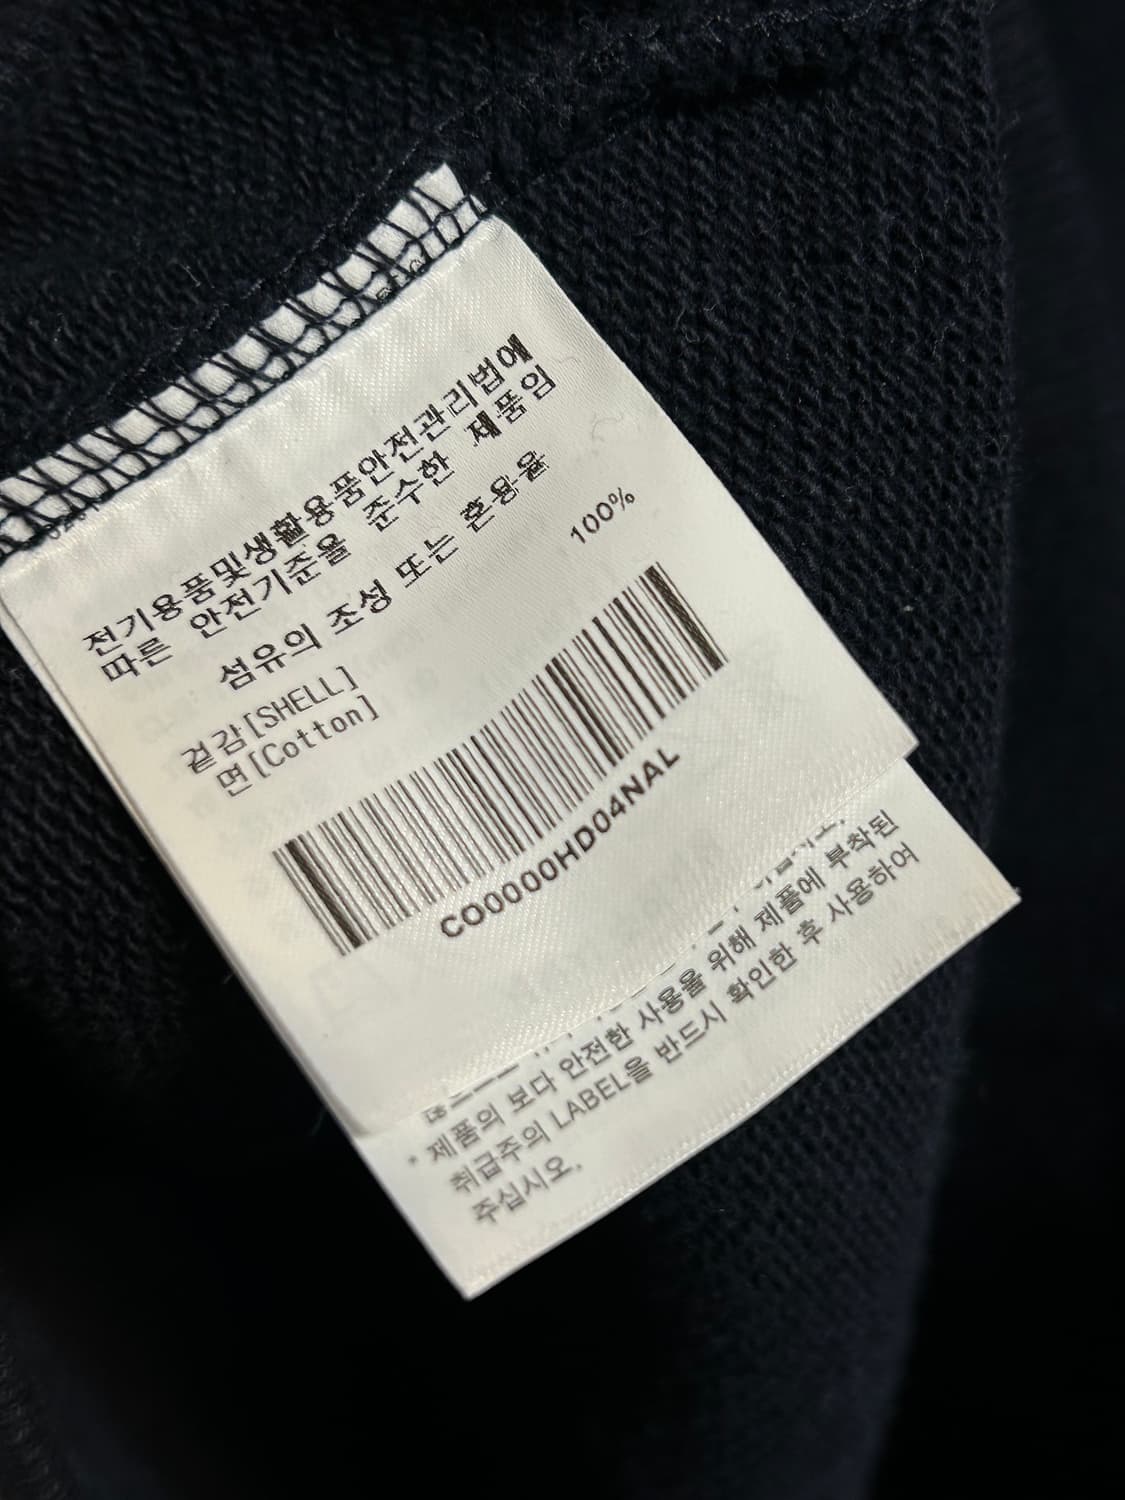 전기용품및생활용품안전관리법에
따른 안전기준을 준수한 제품임
섬유의 조성 또는 혼용율
겉감[SHELL]
면[Cotton] 100%
CO0000HD04NAL
* 제품의 보다 안전한 사용을 위해 제품에 부착된
취급주의 LABEL을 반드시 확인한 후 사용하여
주십시오.